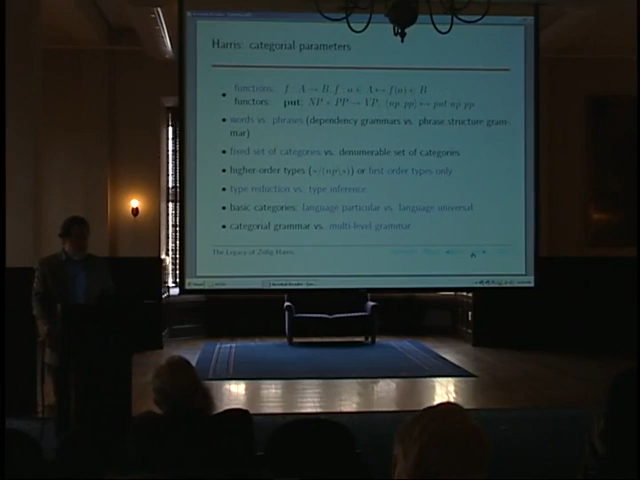 Harris: categorial parameters
functions: f : A → B, f : a ∈ A ↦ f(a) ∈ B
functors: put: NP × PP → VP, ⟨np, pp⟩ ↦ put np pp
• words vs. phrases (dependency grammars vs. phrase structure gram-
mar)
• fixed set of categories vs. denumerable set of categories
• higher-order types (s/(np\s)) or first order types only
• type reduction vs. type inference
• basic categories: language particular vs. language universal
• categorial grammar vs. multi-level grammar
The Legacy of Zellig Harris